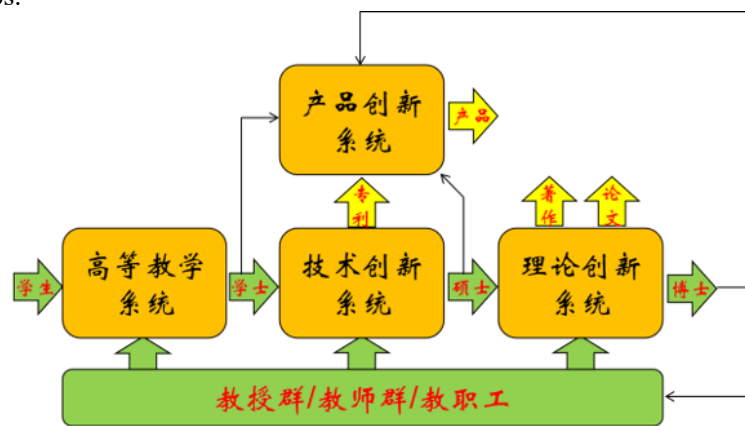 产品创新
系统
产品
专
利
著
作
论
文
学生
高等教学
系统
学士
技术创新
系统
硕士
理论创新
系统
博士
教授群/教师群/教职工